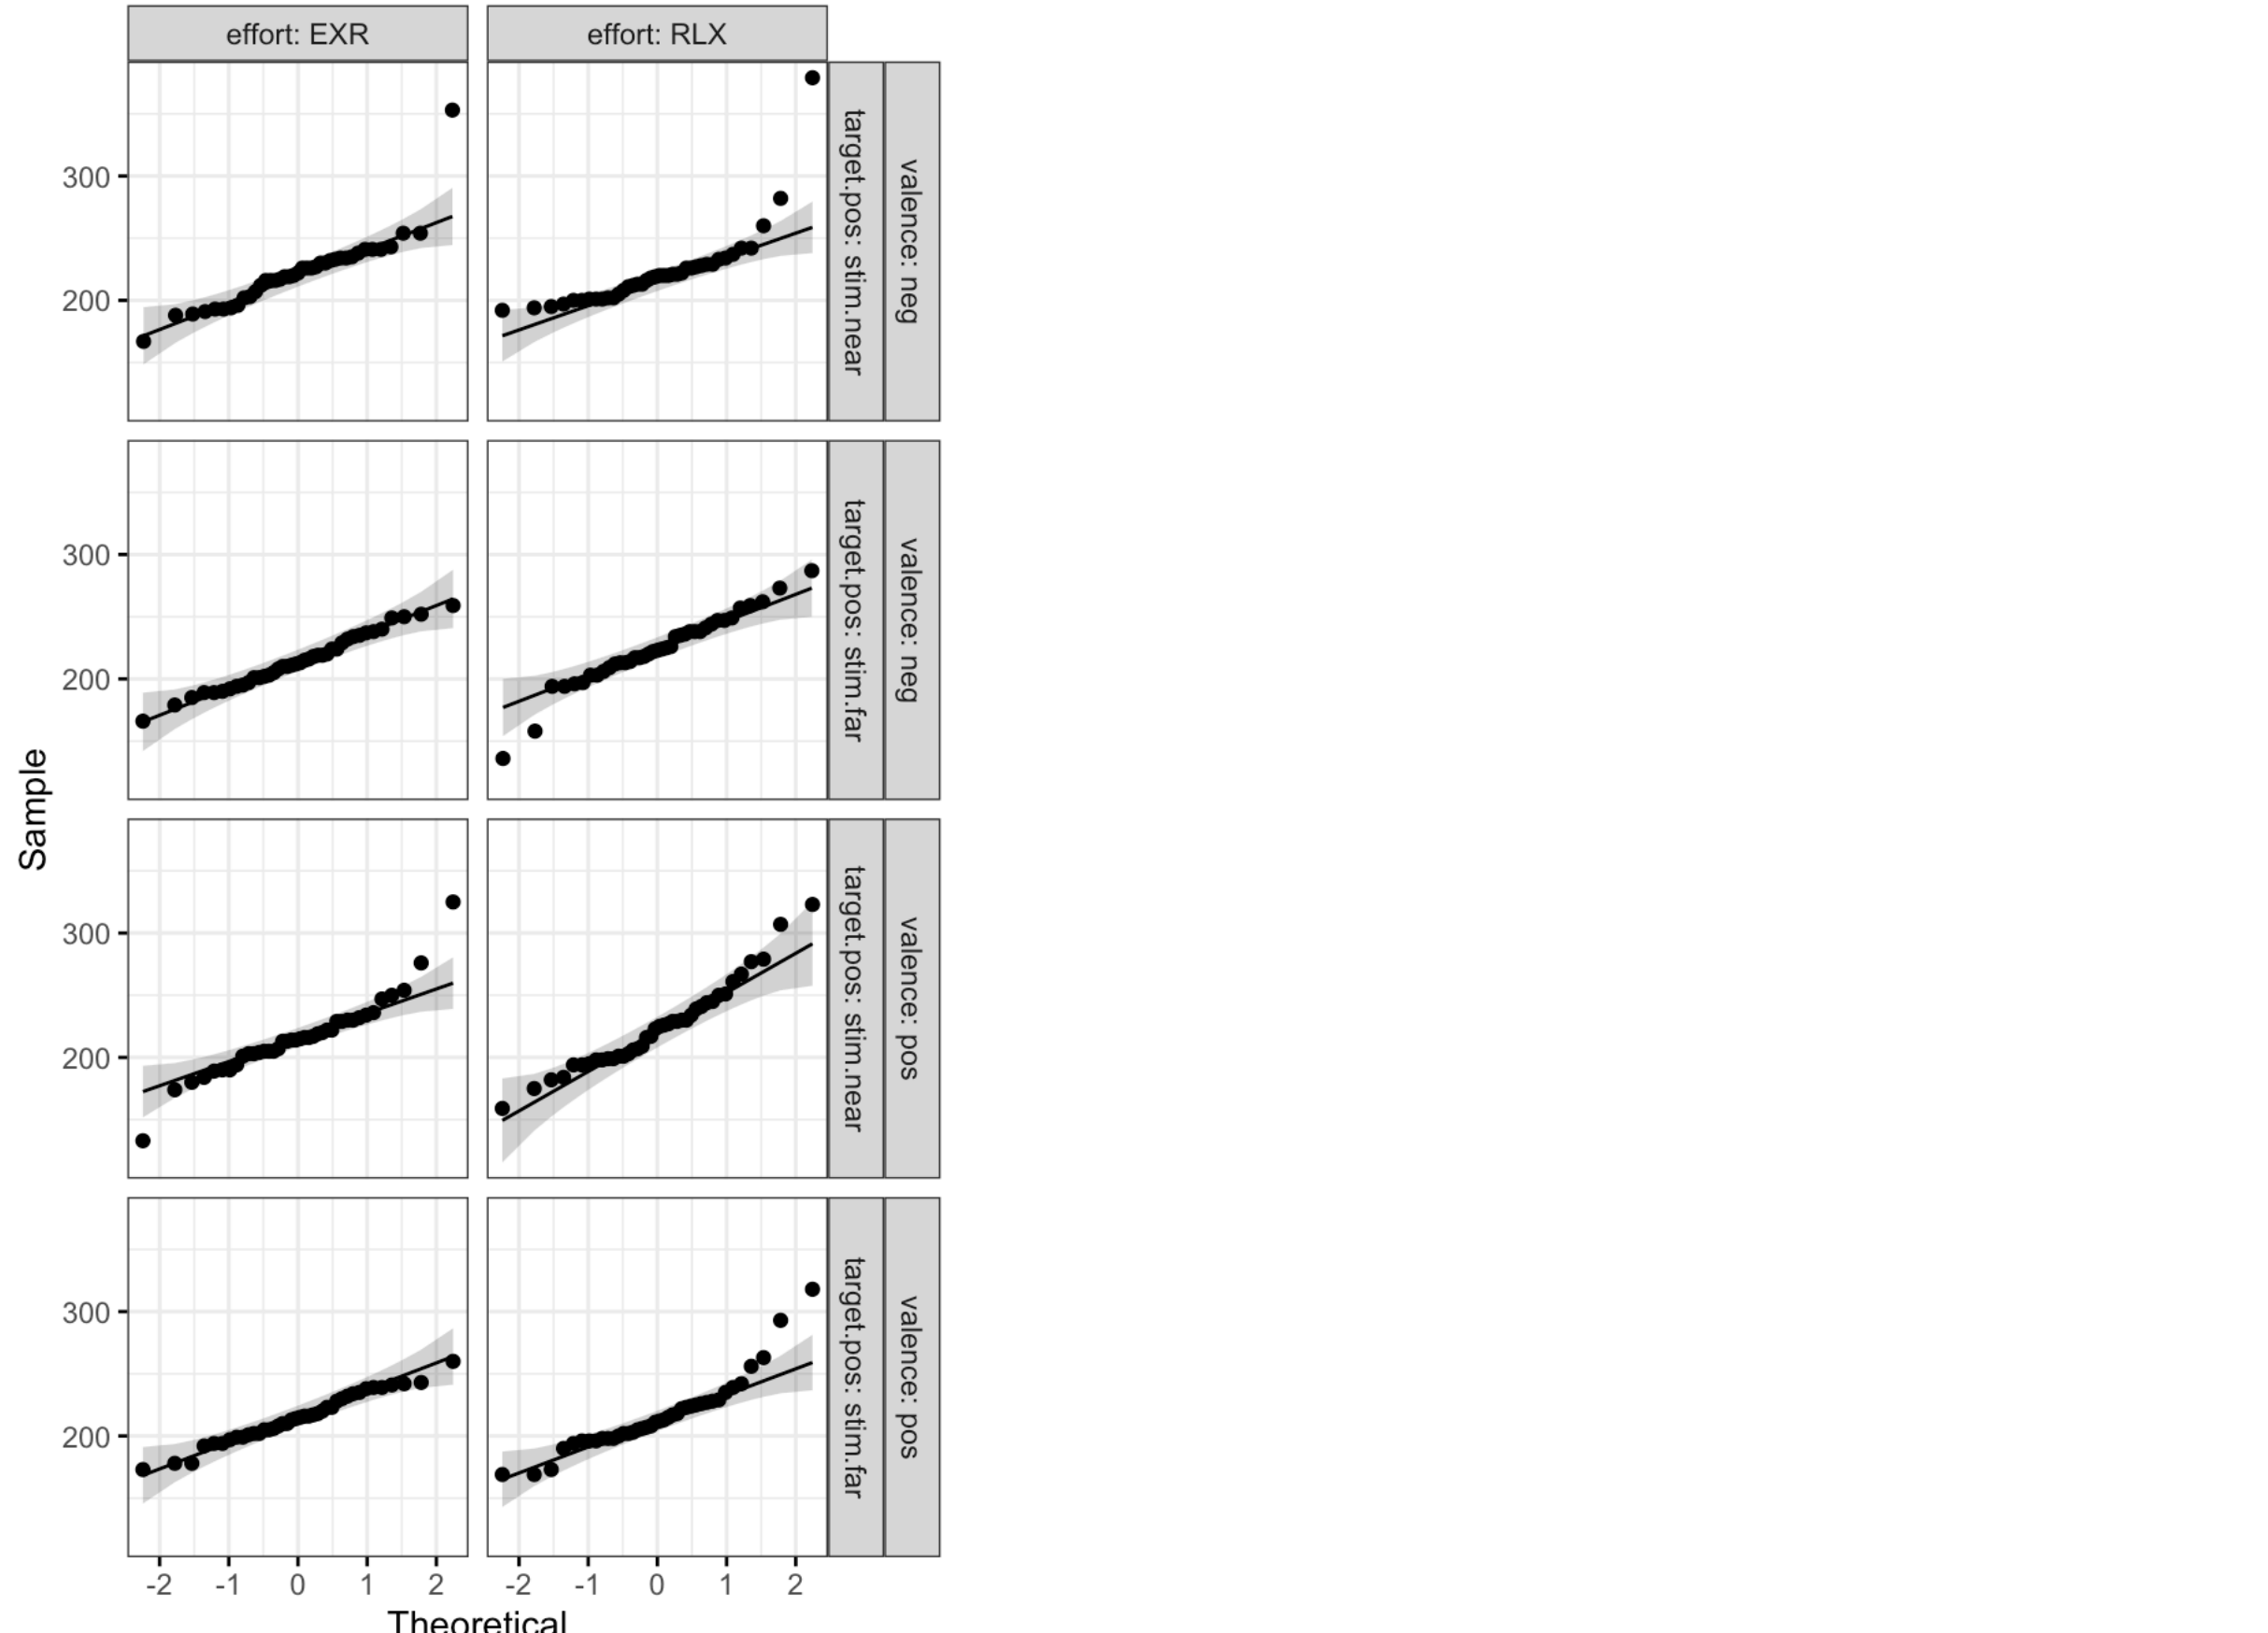 effort: EXR
effort: RLX
300
200
target.pos: stim.near
valence: neg
300
200
target.pos: stim.far
valence: neg
Sample
300
200
target.pos: stim.near
valence: pos
300
200
target.pos: stim.far
valence: pos
-2 -1 0 1 2
-2 -1 0 1 2
Theoretical